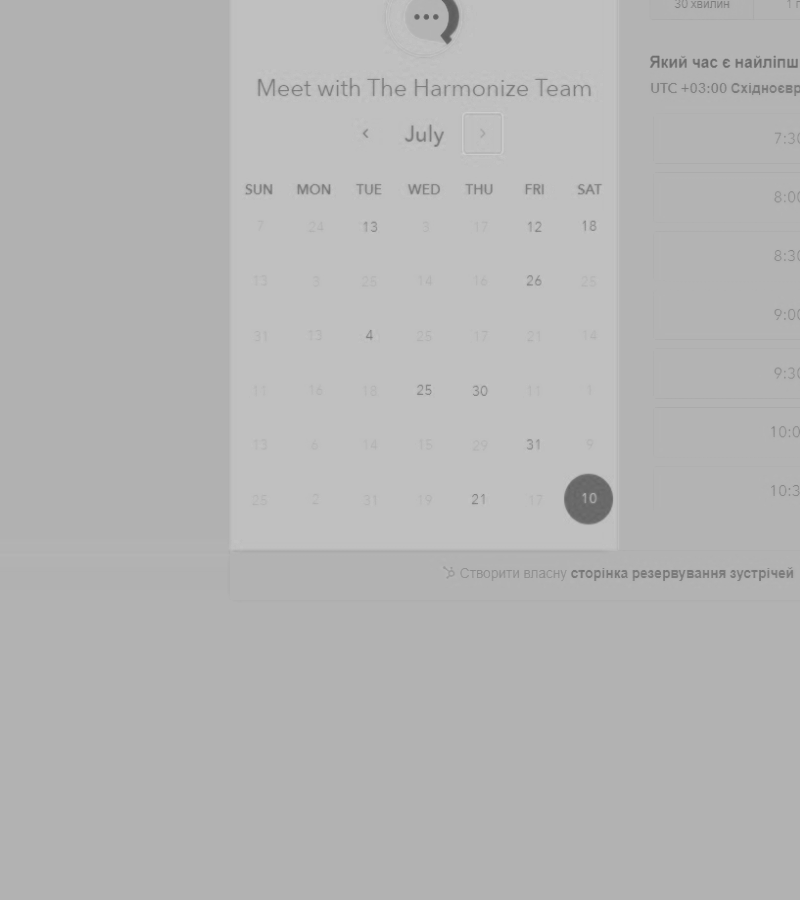 30 хвилин
Meet with The Harmonize Team
Який час є найліпш
UTC +03:00 Східноєвр
July
SUN MON TUE WED THU FRI SAT
7 24 13 3 17 12 18
13 3 25 14 16 26 25
31 13 4 25 17 21 14
11 16 18 25 30 11 1
13 6 14 15 29 31 9
25 2 31 19 21 17 10
7:30
8:00
8:30
9:00
9:30
10:0
10:3
Створити власну сторінка резервування зустрічей